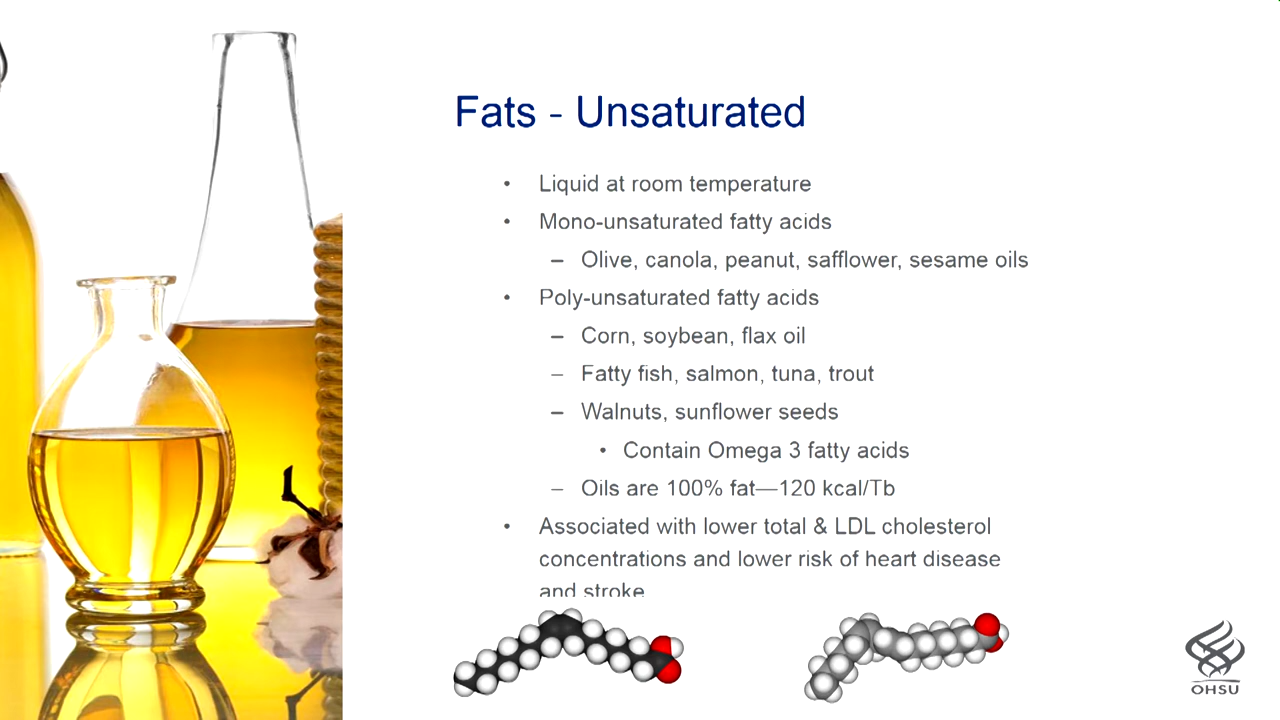 Fats - Unsaturated
• Liquid at room temperature
• Mono-unsaturated fatty acids
– Olive, canola, peanut, safflower, sesame oils
• Poly-unsaturated fatty acids
– Corn, soybean, flax oil
– Fatty fish, salmon, tuna, trout
– Walnuts, sunflower seeds
• Contain Omega 3 fatty acids
– Oils are 100% fat—120 kcal/Tb
• Associated with lower total & LDL cholesterol
concentrations and lower risk of heart disease
and stroke
OHSU